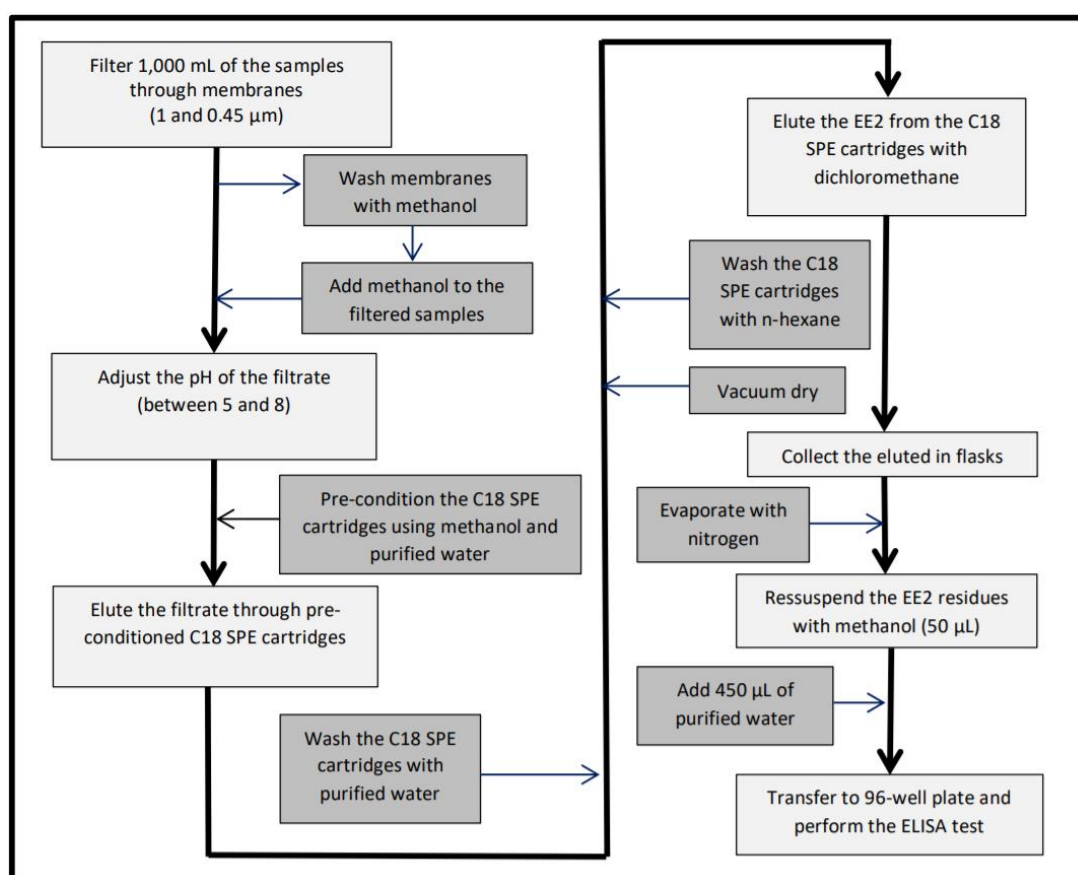 Filter 1,000 mL of the samples
through membranes
(1 and 0.45 µm)
Wash membranes
with methanol
Add methanol to the
filtered samples
Adjust the pH of the filtrate
(between 5 and 8)
Pre-condition the C18 SPE
cartridges using methanol and
purified water
Elute the filtrate through pre-
conditioned C18 SPE cartridges
Wash the C18 SPE
cartridges with
purified water
Vacuum dry
Wash the C18
SPE cartridges
with n-hexane
Elute the EE2 from the C18
SPE cartridges with
dichloromethane
Collect the eluted in flasks
Evaporate with
nitrogen
Ressuspend the EE2 residues
with methanol (50 µL)
Add 450 µL of
purified water
Transfer to 96-well plate and
perform the ELISA test